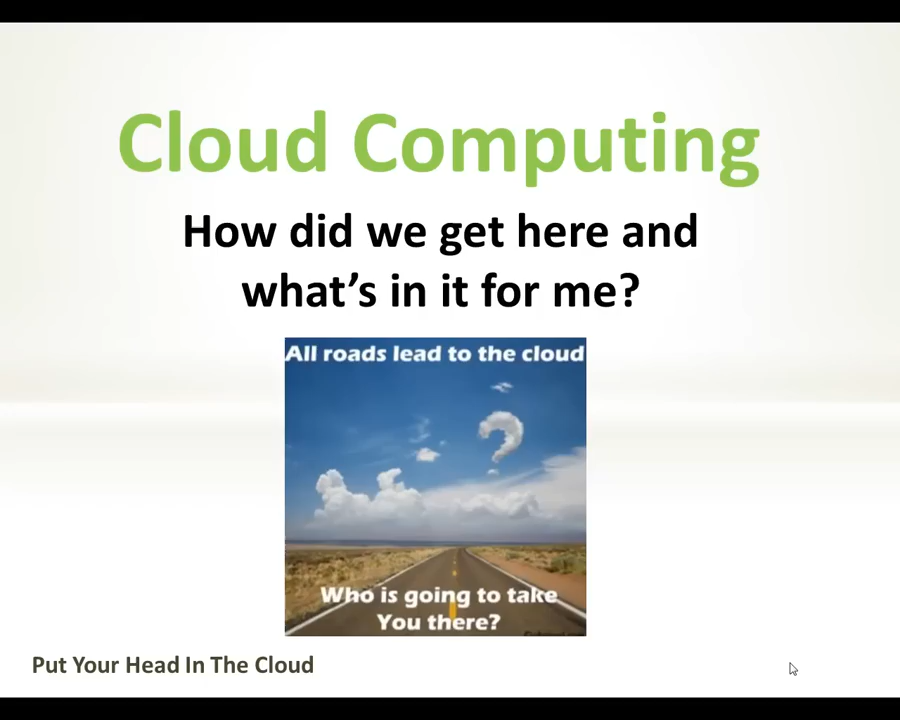 Cloud Computing
How did we get here and
what's in it for me?
All roads lead to the cloud
Who is going to take
You there?
Put Your Head In The Cloud